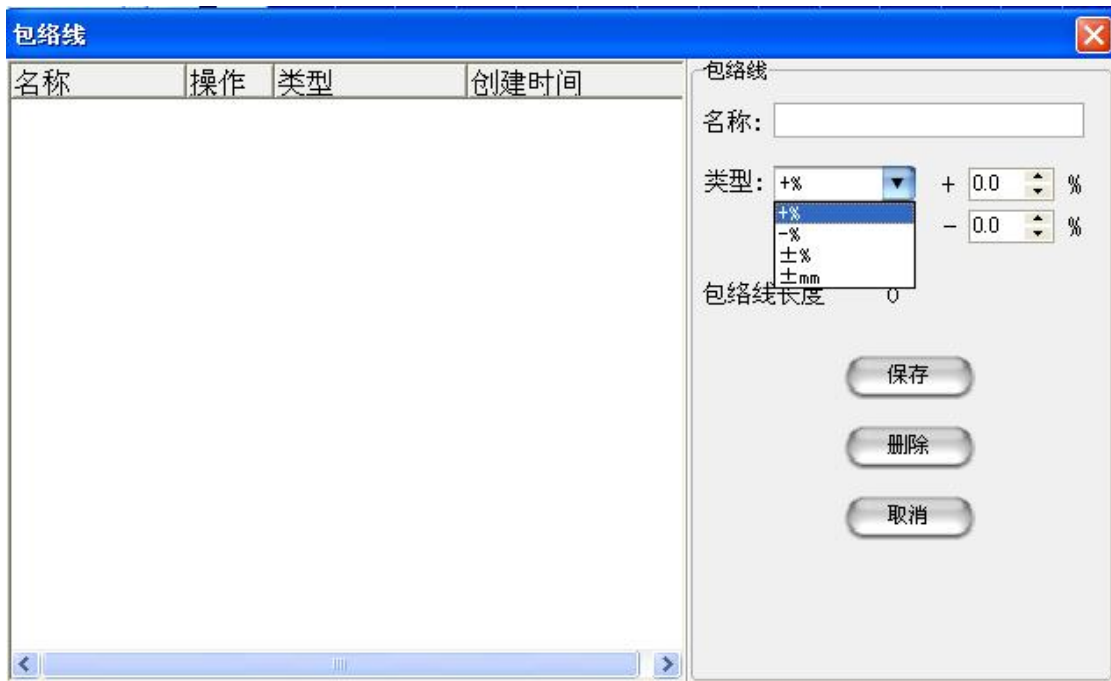 包络线
名称 操作 类型 创建时间
包络线
名称:
类型: +% + 0.0 %
+%
-%
±%
±mm
- 0.0 %
包络线长度 0
保存
删除
取消